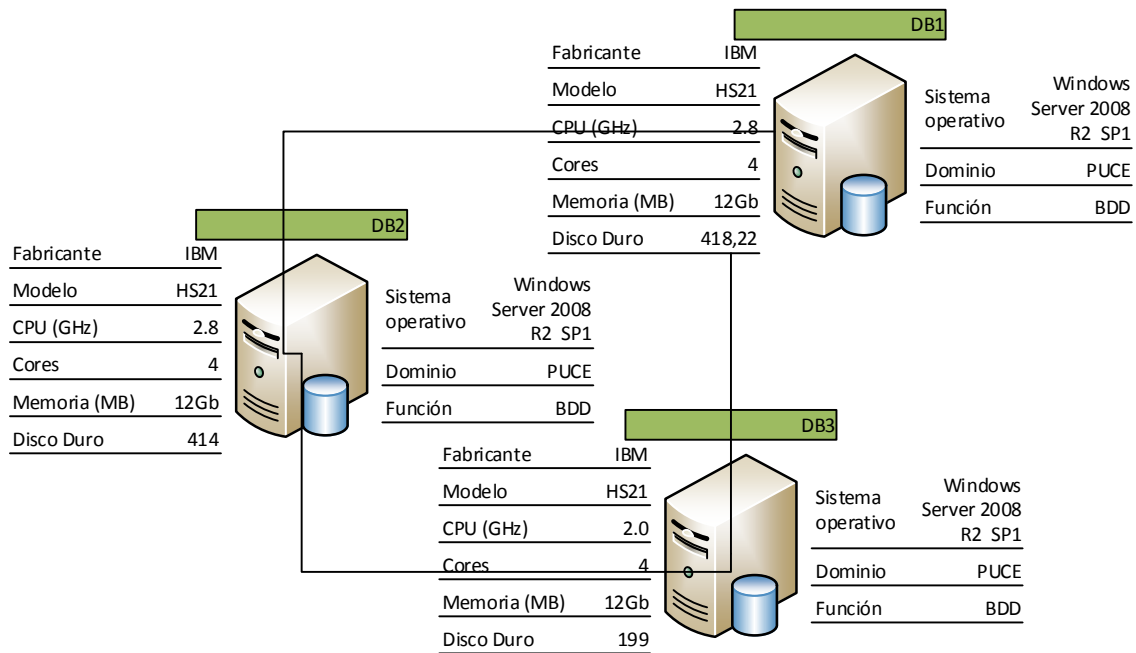 DB1
Fabricante IBM
Modelo HS21
CPU (GHz) 2.8
Cores 4
Memoria (MB) 12Gb
Disco Duro 418,22
Sistema operativo Windows Server 2008 R2 SP1
Dominio PUCE
Función BDD
DB2
Fabricante IBM
Modelo HS21
CPU (GHz) 2.8
Cores 4
Memoria (MB) 12Gb
Disco Duro 414
Sistema operativo Windows Server 2008 R2 SP1
Dominio PUCE
Función BDD
DB3
Fabricante IBM
Modelo HS21
CPU (GHz) 2.0
Cores 4
Memoria (MB) 12Gb
Disco Duro 199
Sistema operativo Windows Server 2008 R2 SP1
Dominio PUCE
Función BDD